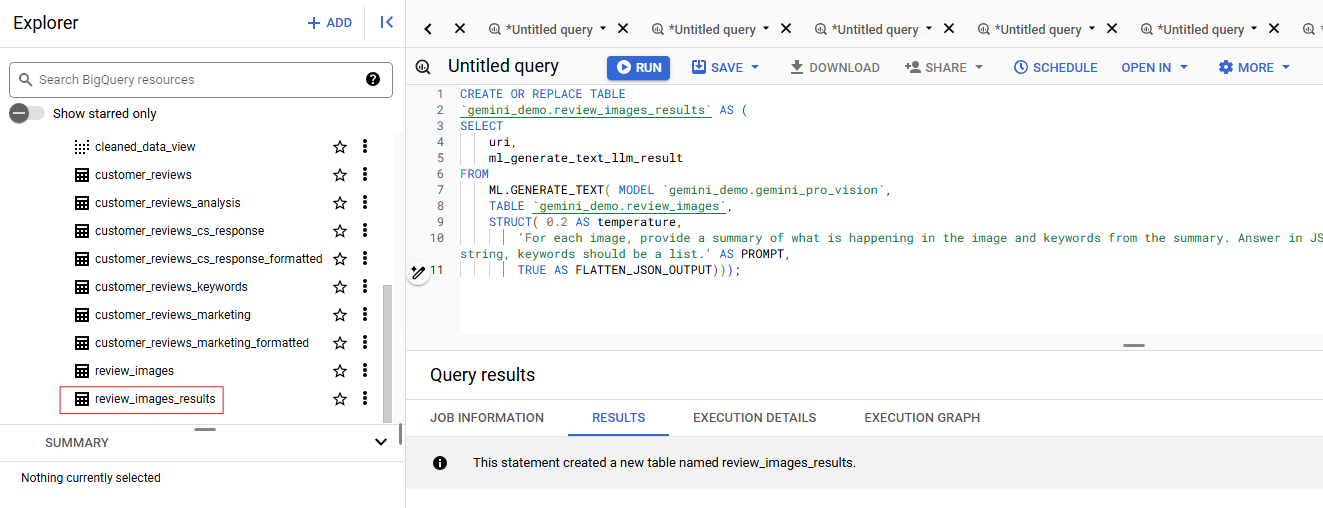 Explorer
+ ADD
Search BigQuery resources
Show starred only
cleaned_data_view
customer_reviews
customer_reviews_analysis
customer_reviews_cs_response
customer_reviews_cs_response_formatted
customer_reviews_keywords
customer_reviews_marketing
customer_reviews_marketing_formatted
review_images
review_images_results
SUMMARY
Nothing currently selected
*Untitled query *Untitled query *Untitled query *Untitled query *Untitled query
Untitled query RUN SAVE DOWNLOAD SHARE SCHEDULE OPEN IN MORE
1 CREATE OR REPLACE TABLE
2 `gemini_demo.review_images_results` AS (
3 SELECT
4 uri,
5 ml_generate_text_llm_result
6 FROM
7 ML.GENERATE_TEXT( MODEL `gemini_demo.gemini_pro_vision`,
8 TABLE `gemini_demo.review_images`,
9 STRUCT( 0.2 AS temperature,
10 'For each image, provide a summary of what is happening in the image and keywords from the summary. Answer in JS
string, keywords should be a list.' AS PROMPT,
11 TRUE AS FLATTEN_JSON_OUTPUT)));
Query results
JOB INFORMATION RESULTS EXECUTION DETAILS EXECUTION GRAPH
This statement created a new table named review_images_results.